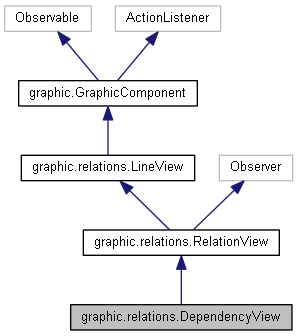 Observable
ActionListener
graphic.GraphicComponent
graphic.relations.LineView
Observer
graphic.relations.RelationView
graphic.relations.DependencyView